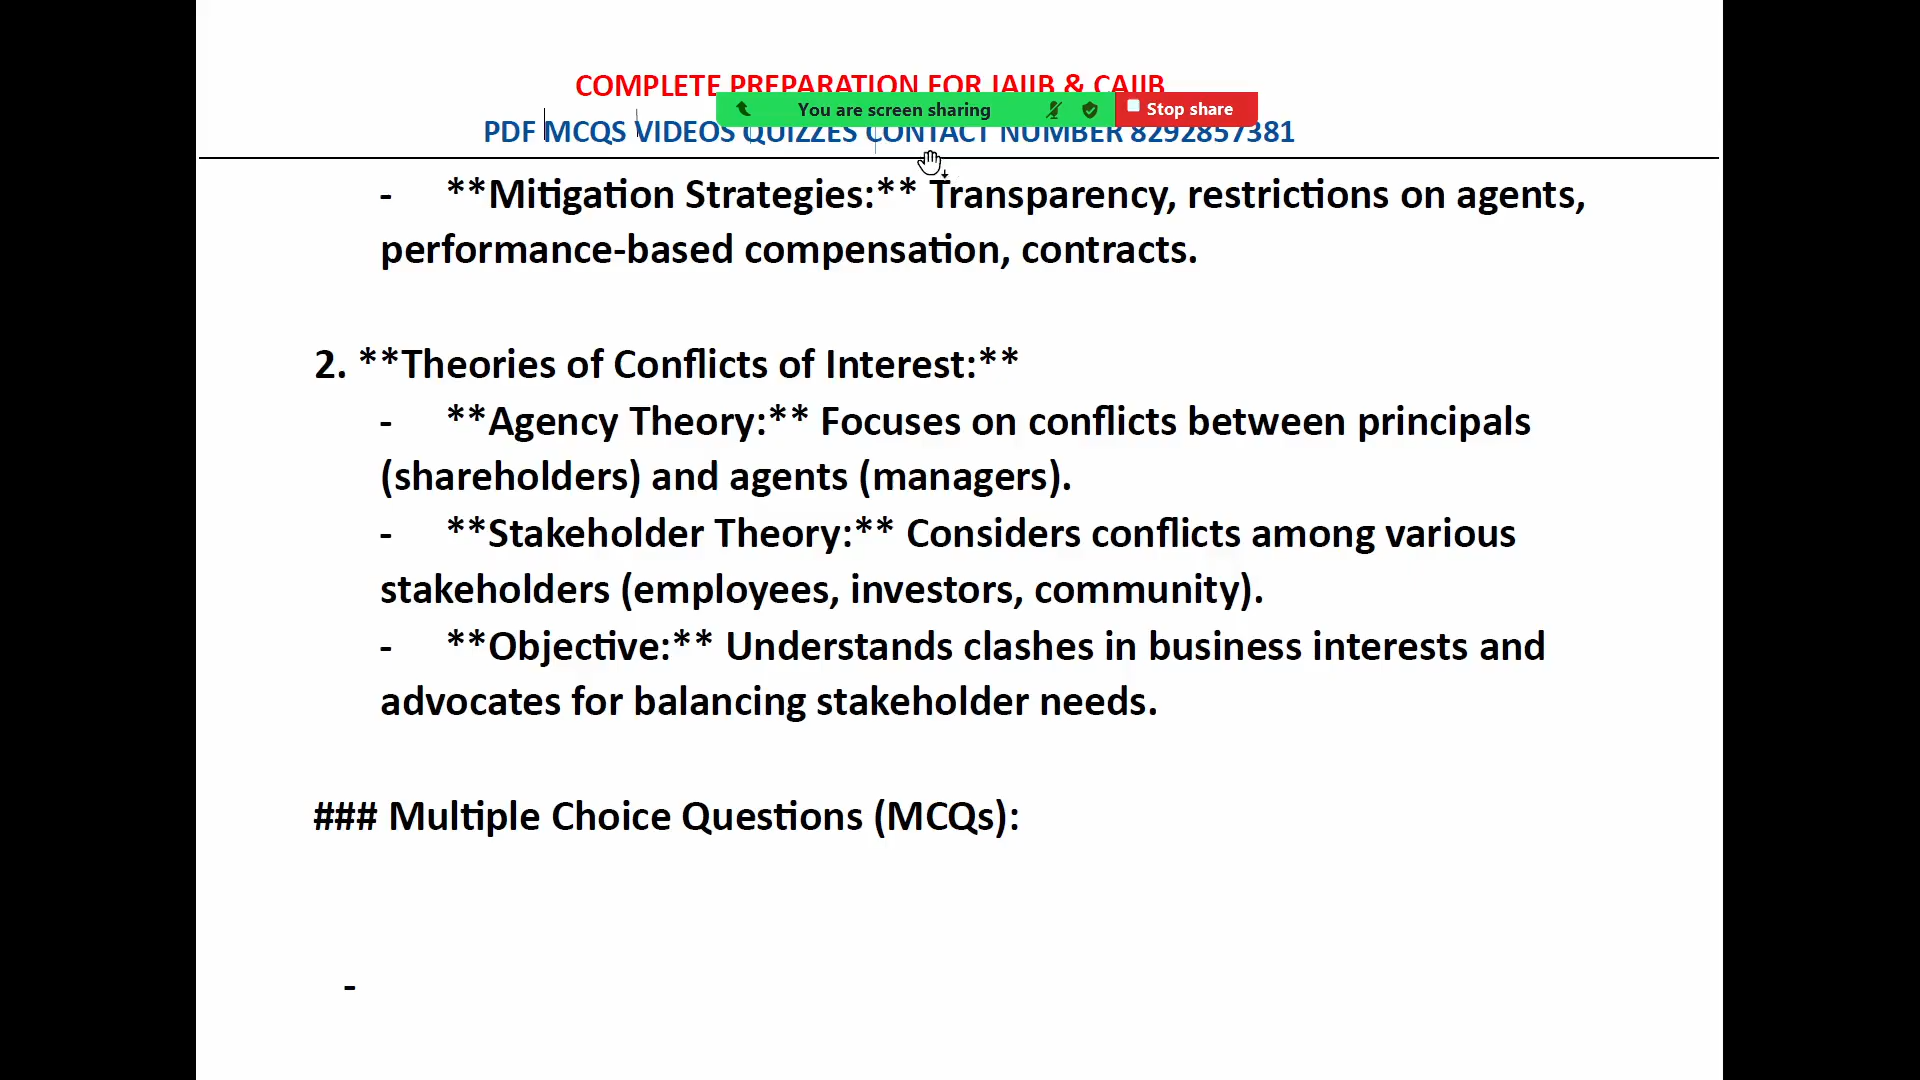 COMPLETE PREPARATION FOR JAIIB & CAIIB
You are screen sharing
Stop share
PDF MCQS VIDEOS QUIZZES CONTACT NUMBER 8292857381
- **Mitigation Strategies:** Transparency, restrictions on agents,
performance-based compensation, contracts.
2. **Theories of Conflicts of Interest:**
- **Agency Theory:** Focuses on conflicts between principals
(shareholders) and agents (managers).
- **Stakeholder Theory:** Considers conflicts among various
stakeholders (employees, investors, community).
- **Objective:** Understands clashes in business interests and
advocates for balancing stakeholder needs.
### Multiple Choice Questions (MCQs):
-